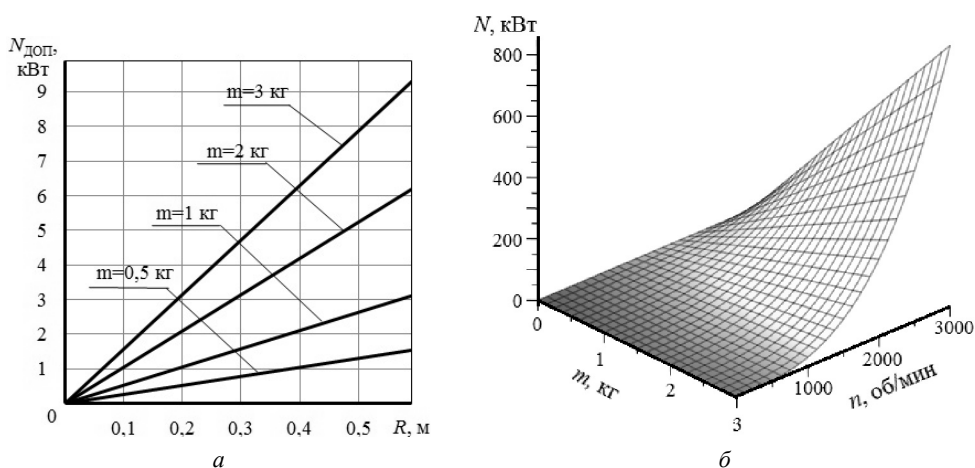 N_ДОП,
кВт
9
8
7
6
5
4
3
2
1
0
m=3 кг
m=2 кг
m=1 кг
m=0,5 кг
0,1 0,2 0,3 0,4 0,5 R, м
а
N, кВт
800
600
400
200
0
0
1
2
3
m, кг
1000
2000
3000
n, об/мин
б